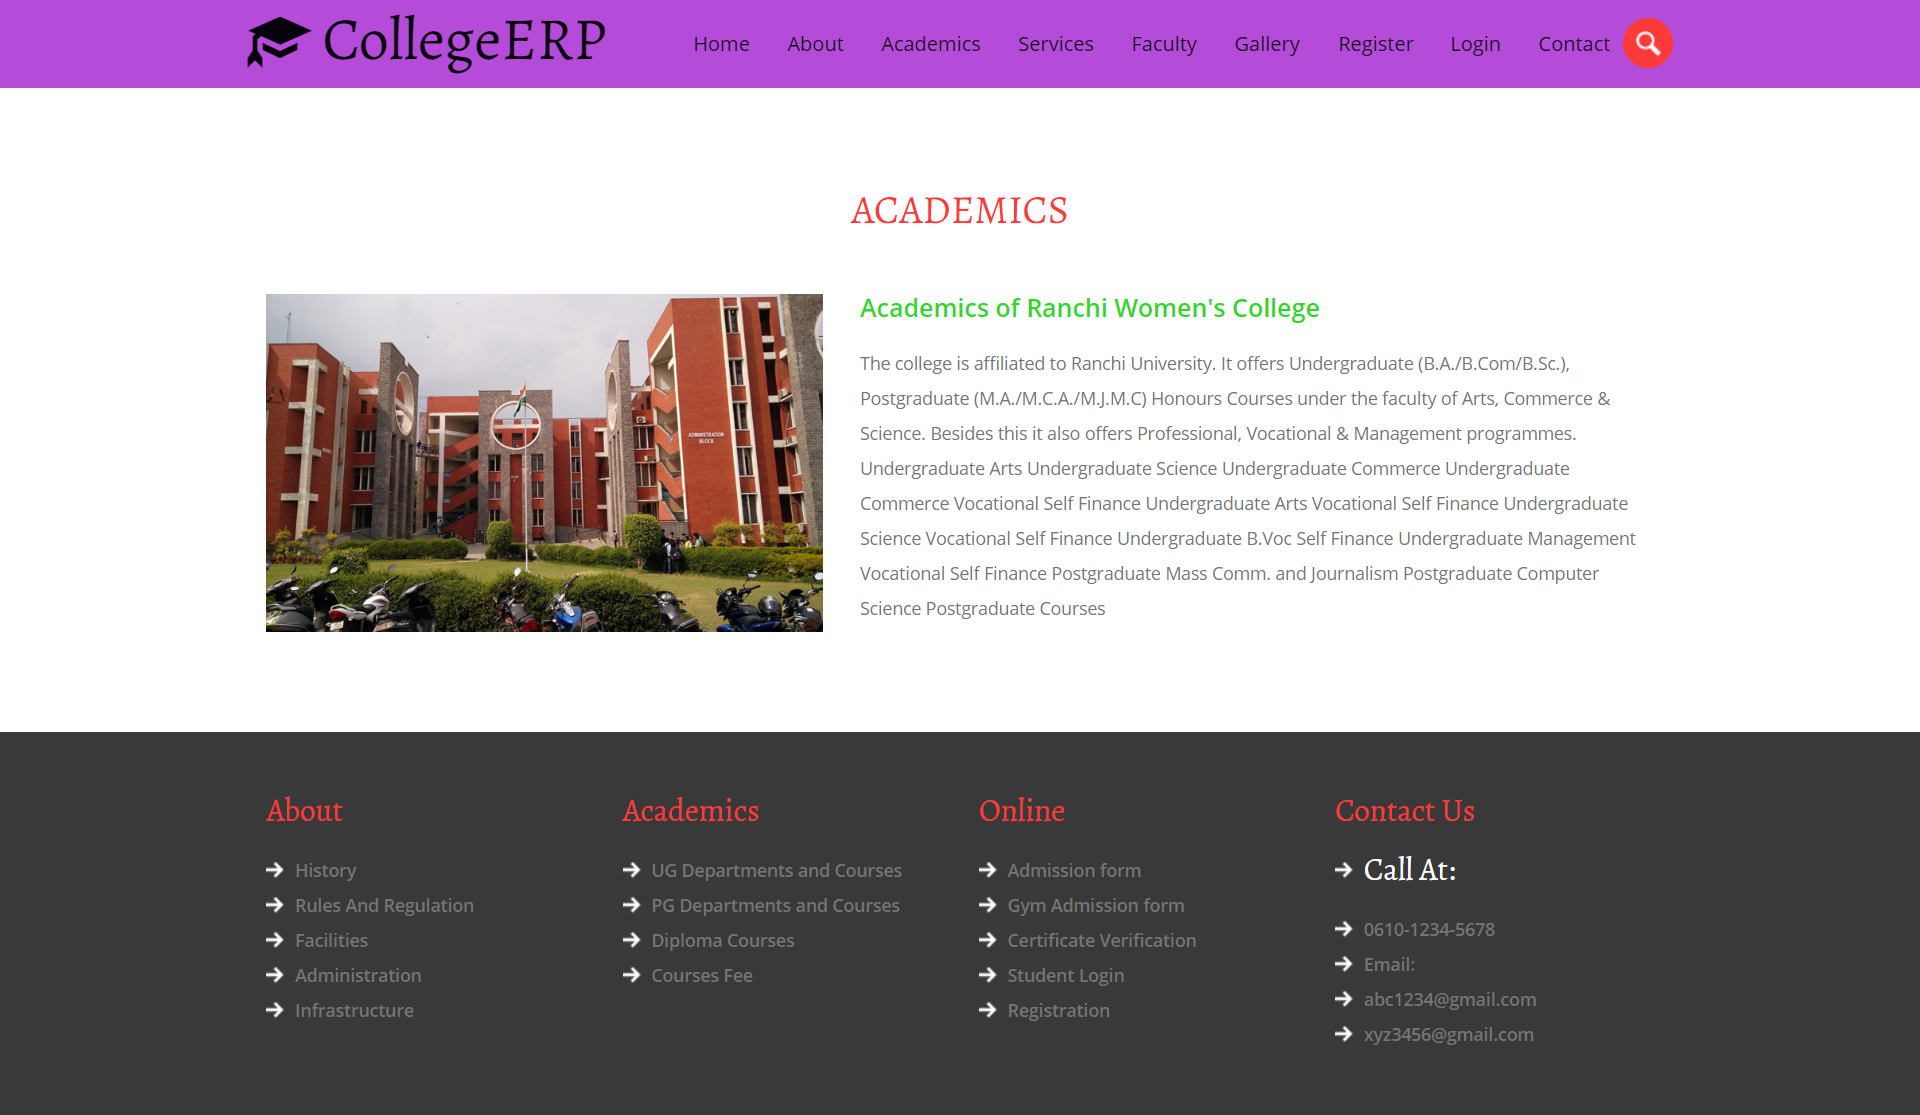 CollegeERP
Home About Academics Services Faculty Gallery Register Login Contact
ACADEMICS
ADMINISTRATION
BLOCK
Academics of Ranchi Women's College
The college is affiliated to Ranchi University. It offers Undergraduate (B.A./B.Com/B.Sc.),
Postgraduate (M.A./M.C.A./M.J.M.C) Honours Courses under the faculty of Arts, Commerce &
Science. Besides this it also offers Professional, Vocational & Management programmes.
Undergraduate Arts Undergraduate Science Undergraduate Commerce Undergraduate
Commerce Vocational Self Finance Undergraduate Arts Vocational Self Finance Undergraduate
Science Vocational Self Finance Undergraduate B.Voc Self Finance Undergraduate Management
Vocational Self Finance Postgraduate Mass Comm. and Journalism Postgraduate Computer
Science Postgraduate Courses
About
History
Rules And Regulation
Facilities
Administration
Infrastructure
Academics
UG Departments and Courses
PG Departments and Courses
Diploma Courses
Courses Fee
Online
Admission form
Gym Admission form
Certificate Verification
Student Login
Registration
Contact Us
Call At:
0610-1234-5678
Email:
abc1234@gmail.com
xyz3456@gmail.com